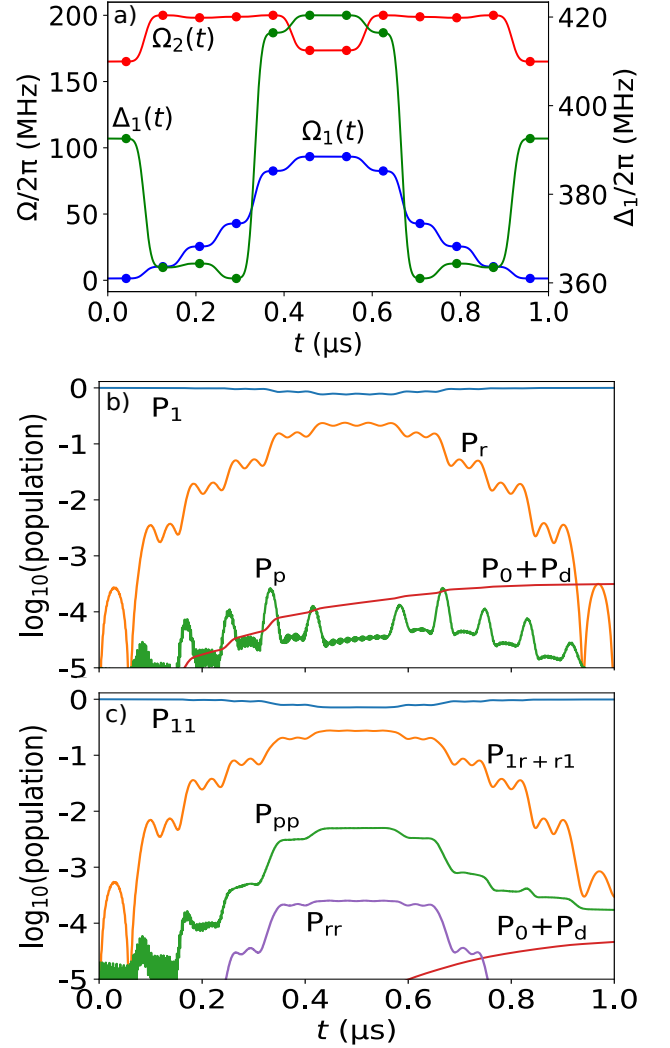 a)
Ω₂(t)
Δ₁(t)
Ω₁(t)
Ω/2π (MHz)
200
150
100
50
0
Δ₁/2π (MHz)
420
400
380
360
0.0 0.2 0.4 0.6 0.8 1.0
t (µs)
b)
P₁
Pᵣ
Pₚ
P₀+P_d
log₁₀(population)
0
-1
-2
-3
-4
-5
c)
P₁₁
P₁ᵣ₊ᵣ₁
Pₚₚ
Pᵣᵣ
P₀+P_d
log₁₀(population)
0
-1
-2
-3
-4
-5
0.0 0.2 0.4 0.6 0.8 1.0
t (µs)